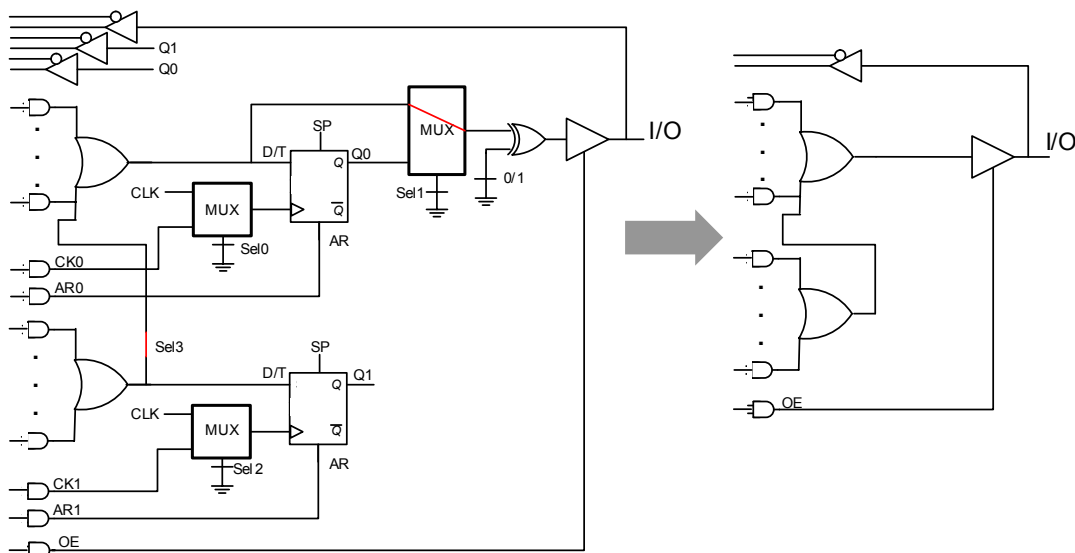 Q1
Q0
MUX
I/O
SP
D/T
Q
Q0
Q
CLK
MUX
Sel0
AR
Sel1
0/1
CK0
AR0
Sel3
SP
D/T
Q
Q1
Q
CLK
MUX
Sel 2
AR
CK1
AR1
OE
I/O
OE